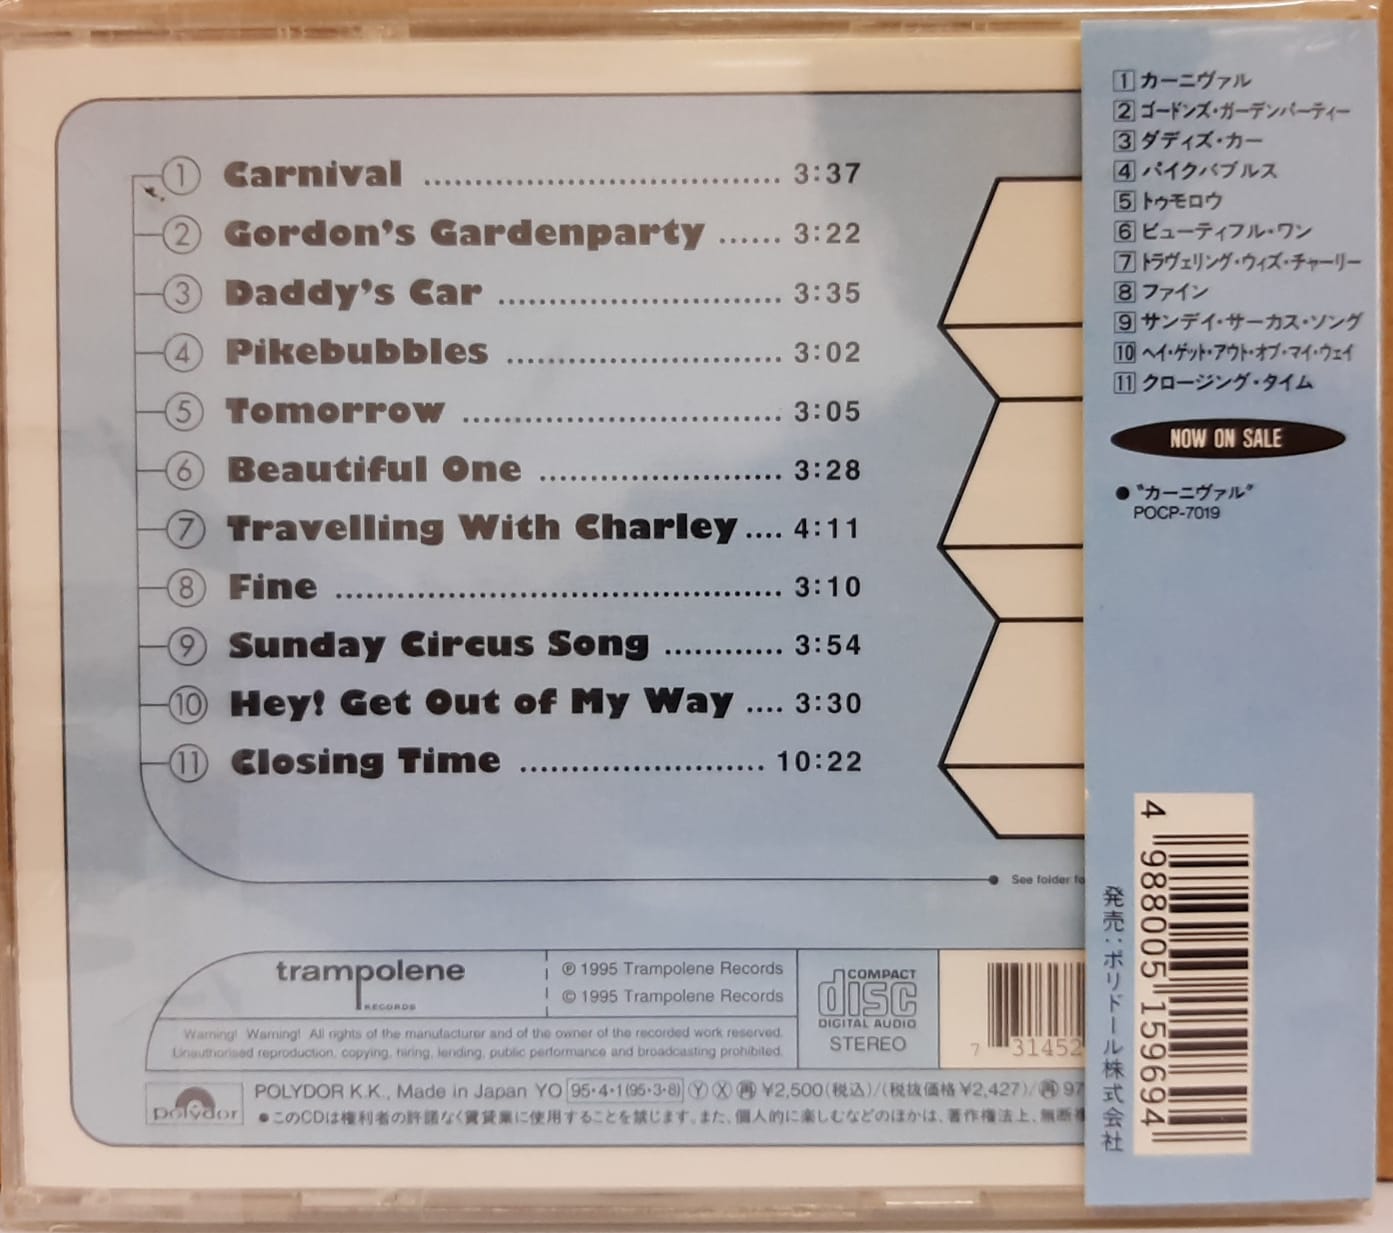 1 Carnival 3:37
2 Gordon's Gardenparty 3:22
3 Daddy's Car 3:35
4 Pikebubbles 3:02
5 Tomorrow 3:05
6 Beautiful One 3:28
7 Travelling With Charley 4:11
8 Fine 3:10
9 Sunday Circus Song 3:54
10 Hey! Get Out of My Way 3:30
11 Closing Time 10:22
See folder fo
trampolene
RECORDS
℗ 1995 Trampolene Records
© 1995 Trampolene Records
Warning! Warning! All rights of the manufacturer and of the owner of the recorded work reserved.
Unauthorised reproduction, copying, hiring, lending, public performance and broadcasting prohibited.
COMPACT
disc
DIGITAL AUDIO
STEREO
7 31452
polydor
POLYDOR K.K., Made in Japan YO 95・4・1(95・3・8) Ⓨ Ⓧ ㊢ ¥2,500(税込)/(税抜価格 ¥2,427)/ ㊢ 97
●このCDは権利者の許諾なく賃貸業に使用することを禁じます。また、個人的に楽しむなどのほかは、著作権法上、無断
1 カーニヴァル
2 ゴードンズ・ガーデンパーティー
3 ダディズ・カー
4 パイクバブルス
5 トゥモロウ
6 ビューティフル・ワン
7 トラヴェリング・ウィズ・チャーリー
8 ファイン
9 サンデイ・サーカス・ソング
10 ヘイ・ゲット・アウト・オブ・マイ・ウェイ
11 クロージング・タイム
NOW ON SALE
●"カーニヴァル"
POCP-7019
4 988005 159694
発売：ポリドール株式会社